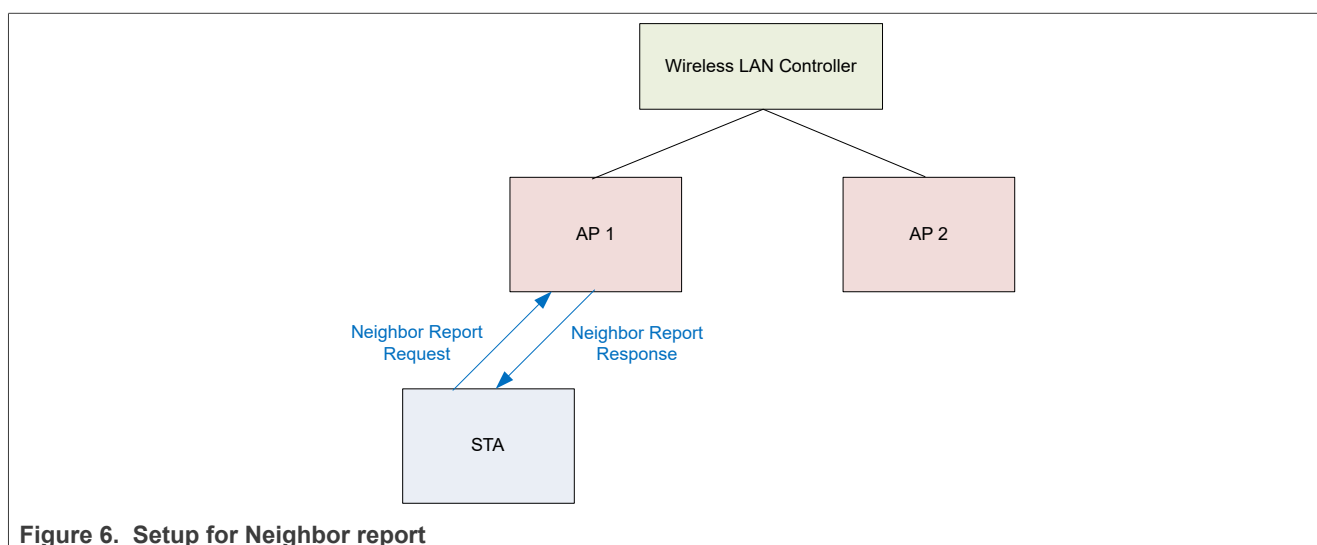 Wireless LAN Controller
AP 1
AP 2
Neighbor Report
Request
Neighbor Report
Response
STA
Figure 6. Setup for Neighbor report